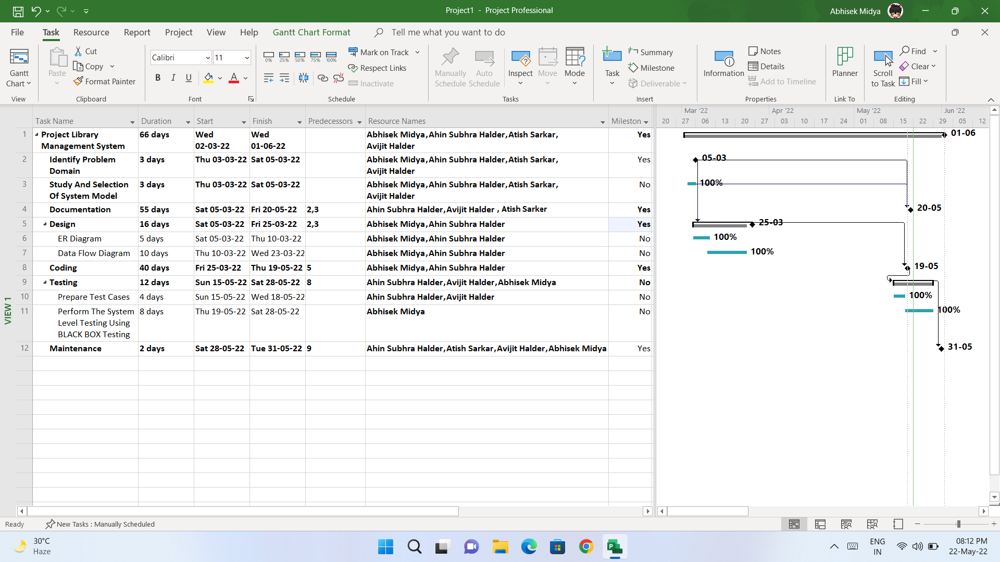 Project1 - Project Professional
Abhisek Midya
File Task Resource Report Project View Help Gantt Chart Format Tell me what you want to do
Gantt Chart
View
Paste
Cut
Copy
Format Painter
Clipboard
Calibri 11
B I U A
Font
0% 25% 50% 75% 100%
Mark on Track
Respect Links
Inactivate
Schedule
Manually Schedule
Auto Schedule
Inspect
Move
Mode
Tasks
Task
Summary
Milestone
Deliverable
Insert
Information
Notes
Details
Add to Timeline
Properties
Planner
Link To
Scroll to Task
Find
Clear
Fill
Editing
Task Name Duration Start Finish Predecessors Resource Names Mileston
1 Project Library Management System 66 days Wed 02-03-22 Wed 01-06-22 Abhisek Midya,Ahin Subhra Halder,Atish Sarkar, Avijit Halder Yes
2 Identify Problem Domain 3 days Thu 03-03-22 Sat 05-03-22 Abhisek Midya,Ahin Subhra Halder,Atish Sarkar, Avijit Halder Yes
3 Study And Selection Of System Model 3 days Thu 03-03-22 Sat 05-03-22 Abhisek Midya,Ahin Subhra Halder,Atish Sarkar, Avijit Halder No
4 Documentation 55 days Sat 05-03-22 Fri 20-05-22 2,3 Ahin Subhra Halder,Avijit Halder , Atish Sarker Yes
5 Design 16 days Sat 05-03-22 Fri 25-03-22 2,3 Abhisek Midya,Ahin Subhra Halder Yes
6 ER Diagram 5 days Sat 05-03-22 Thu 10-03-22 Abhisek Midya,Ahin Subhra Halder No
7 Data Flow Diagram 10 days Thu 10-03-22 Wed 23-03-22 Abhisek Midya,Ahin Subhra Halder No
8 Coding 40 days Fri 25-03-22 Thu 19-05-22 5 Abhisek Midya,Ahin Subhra Halder Yes
9 Testing 12 days Sun 15-05-22 Sat 28-05-22 8 Ahin Subhra Halder,Avijit Halder,Abhisek Midya No
10 Prepare Test Cases 4 days Sun 15-05-22 Wed 18-05-22 Ahin Subhra Halder,Avijit Halder No
11 Perform The System Level Testing Using BLACK BOX Testing 8 days Thu 19-05-22 Sat 28-05-22 Abhisek Midya No
12 Maintenance 2 days Sat 28-05-22 Tue 31-05-22 9 Ahin Subhra Halder,Atish Sarkar,Avijit Halder,Abhisek Midya Yes
VIEW 1
Mar '22 Apr '22 May '22 Jun '22
20 27 06 13 20 27 03 10 17 24 01 08 15 22 29 05 12
01-06
05-03
100%
20-05
25-03
100%
100%
19-05
100%
100%
31-05
Ready New Tasks : Manually Scheduled
30°C
Haze
ENG
IN
08:12 PM
22-May-22